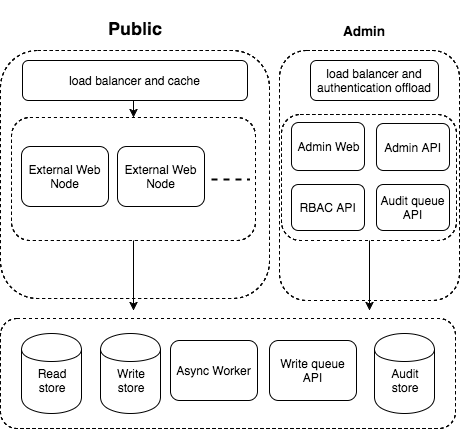 Public
Admin
load balancer and cache
load balancer and
authentication offload
External Web
Node
External Web
Node
Admin Web
Admin API
RBAC API
Audit queue
API
Read
store
Write
store
Async Worker
Write queue
API
Audit
store